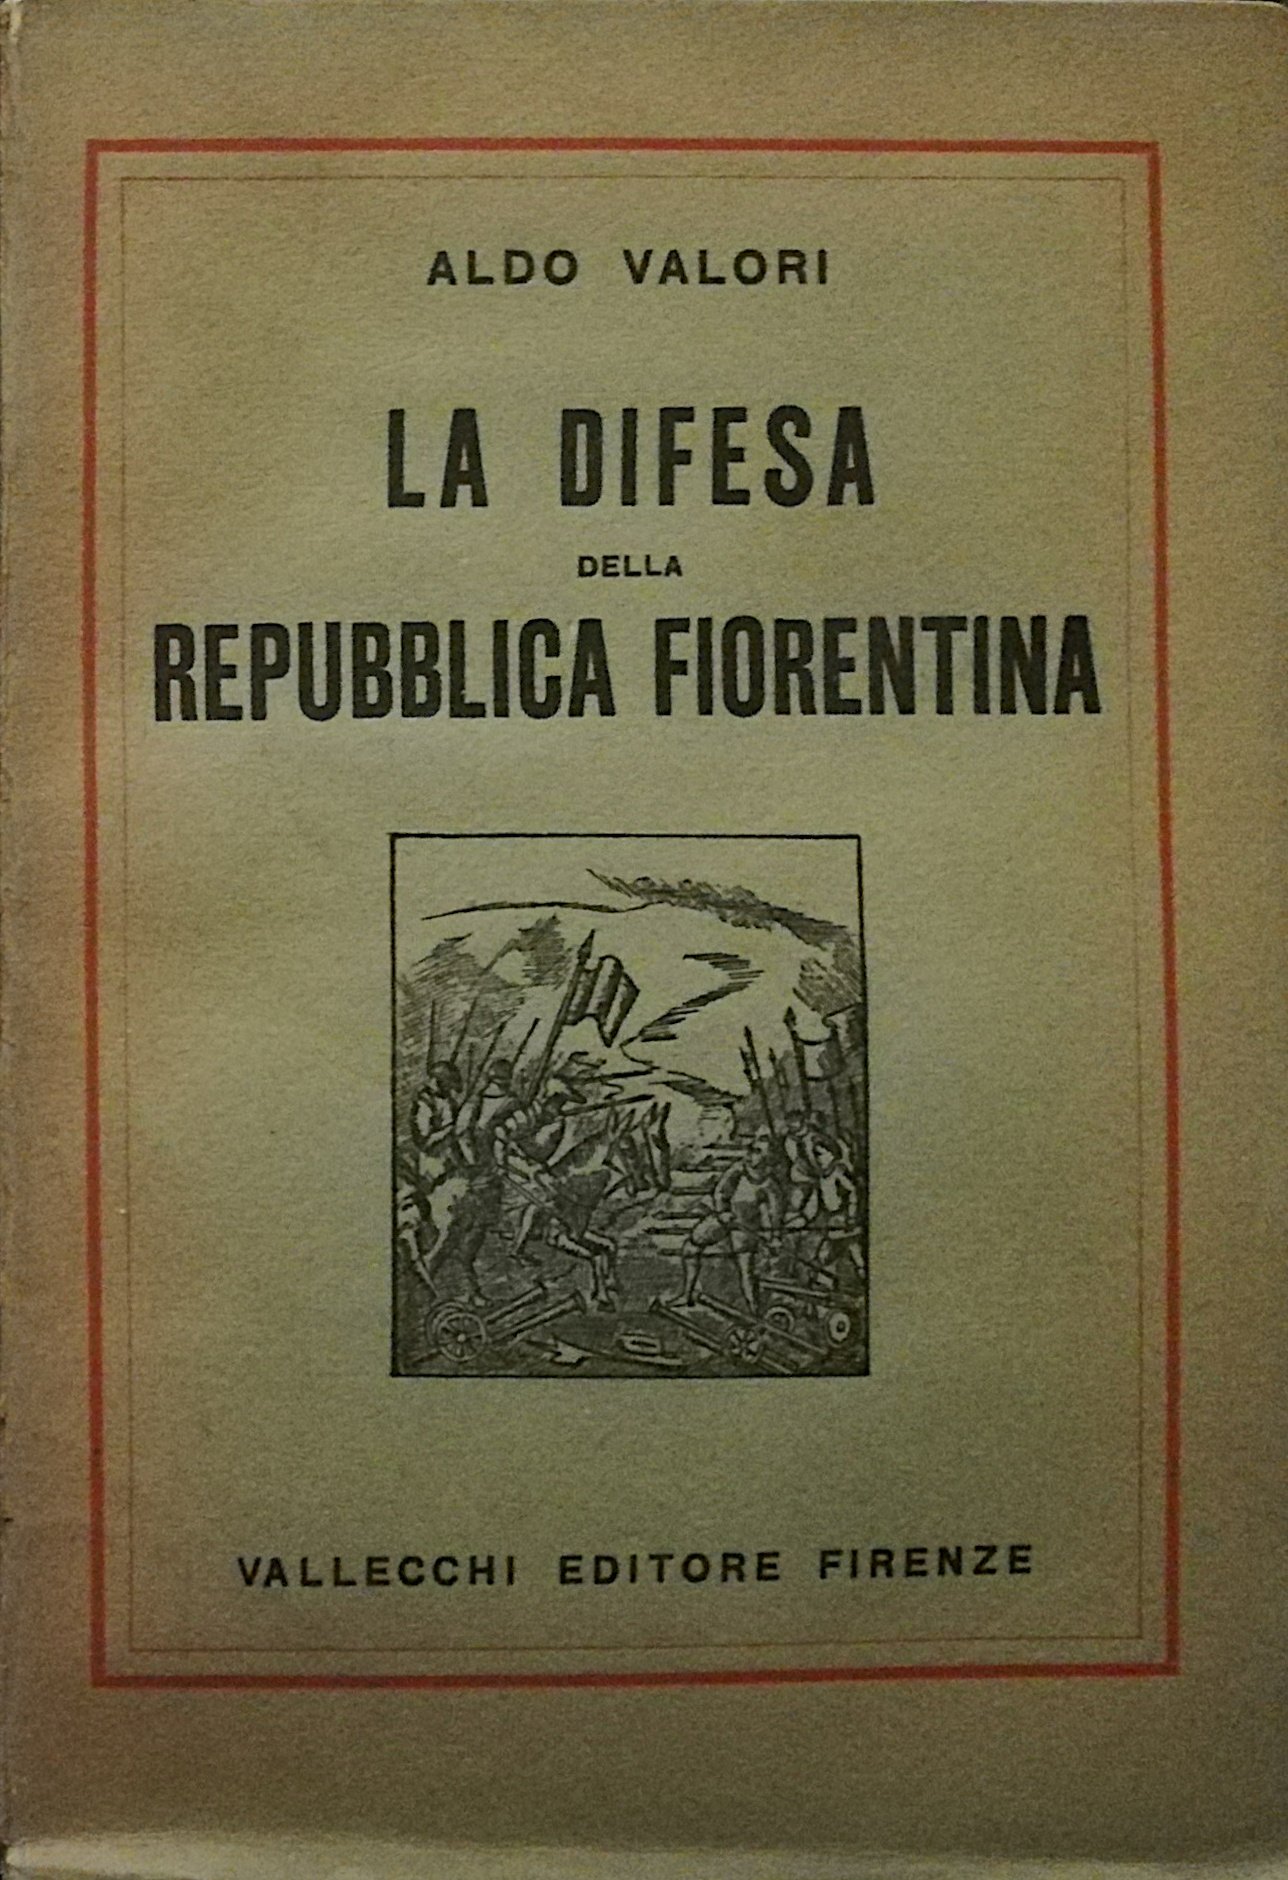 ALDO VALORI
LA DIFESA
DELLA
REPUBBLICA FIORENTINA
VALLECCHI EDITORE FIRENZE